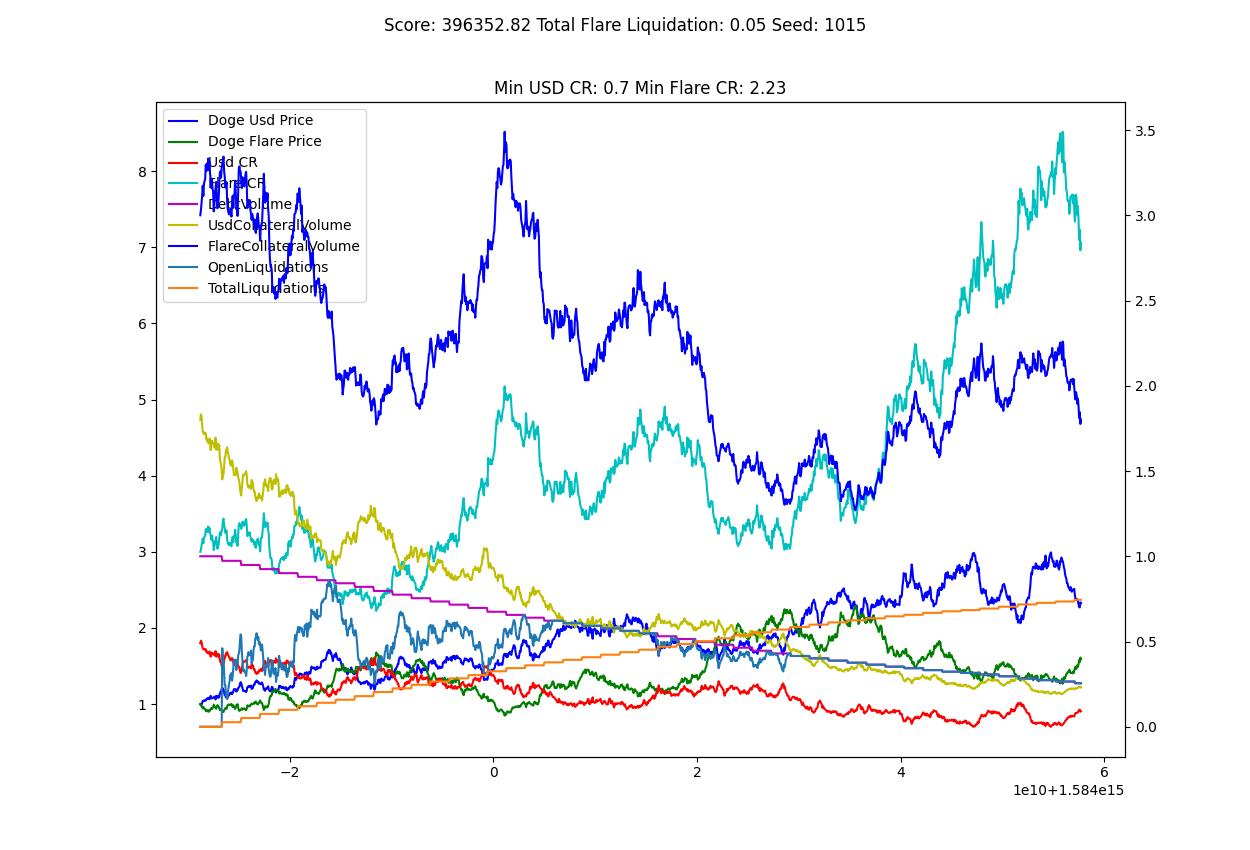 Score: 396352.82 Total Flare Liquidation: 0.05 Seed: 1015
Min USD CR: 0.7 Min Flare CR: 2.23
Doge Usd Price
Doge Flare Price
Usd CR
Flare CR
DebtVolume
UsdCollateralVolume
FlareCollateralVolume
OpenLiquidations
TotalLiquidations
8
7
6
5
4
3
2
1
3.5
3.0
2.5
2.0
1.5
1.0
0.5
0.0
−2 0 2 4 6
1e10+1.584e15